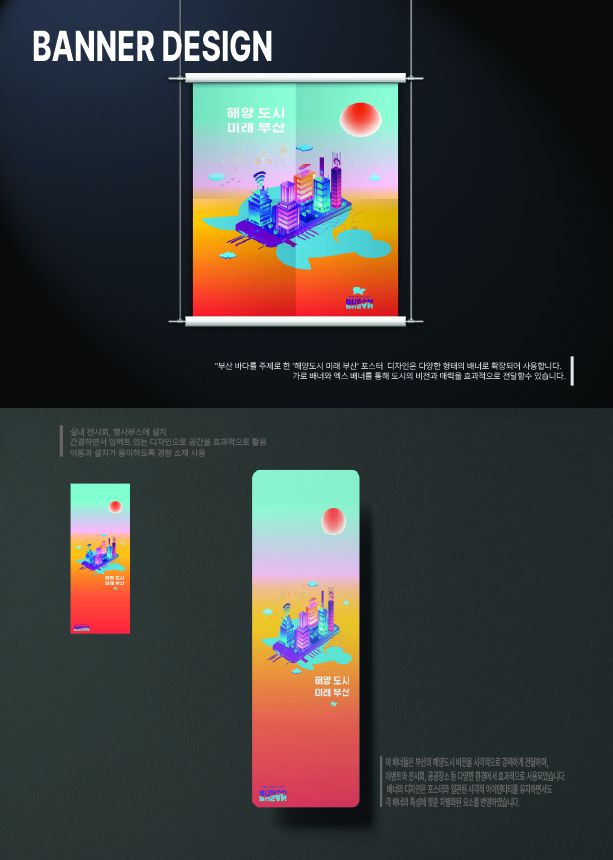 BANNER DESIGN
해양 도시
미래 부산
"부산 바다를 주제로 한 '해양도시 미래 부산' 포스터 디자인은 다양한 형태의 배너로 확장되어 사용합니다.
가로 배너와 엑스 배너를 통해 도시의 비전과 매력을 효과적으로 전달할수 있습니다.
실내 전시회, 행사부스에 설치
간결하면서 임팩트 있는 디자인으로 공간을 효과적으로 활용
이동과 설치가 용이하도록 경량 소재 사용
해양 도시
미래 부산
해양 도시
미래 부산
이 배너들은 부산의 해양도시 비전을 시각적으로 강력하게 전달하며,
이벤트와 전시회, 공공장소 등 다양한 환경에서 효과적으로 사용되었습니다.
배너의 디자인은 포스터와 일관된 시각적 아이덴티티를 유지하면서도
각 배너의 특성에 맞춘 차별화된 요소를 반영하였습니다.